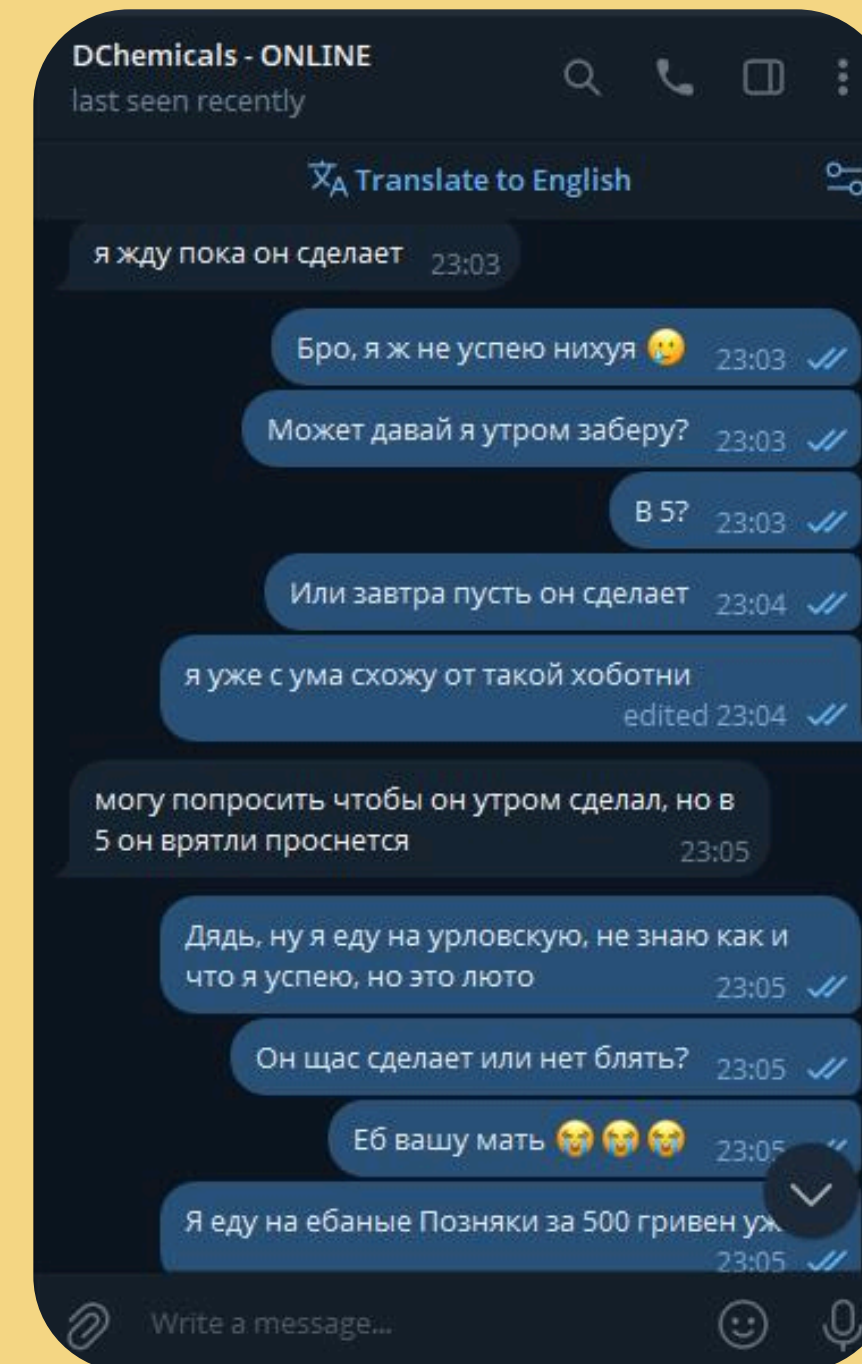 DChemicals - ONLINE
last seen recently
Translate to English
я жду пока он сделает 23:03
Бро, я ж не успею нихуя 🥲 23:03
Может давай я утром заберу? 23:03
В 5? 23:03
Или завтра пусть он сделает 23:04
я уже с ума схожу от такой хоботни
edited 23:04
могу попросить чтобы он утром сделал, но в
5 он врятли проснется 23:05
Дядь, ну я еду на урловскую, не знаю как и
что я успею, но это люто 23:05
Он щас сделает или нет блять? 23:05
Еб вашу мать 😭😭😭 23:05
Я еду на ебаные Позняки за 500 гривен
23:05
Write a message...